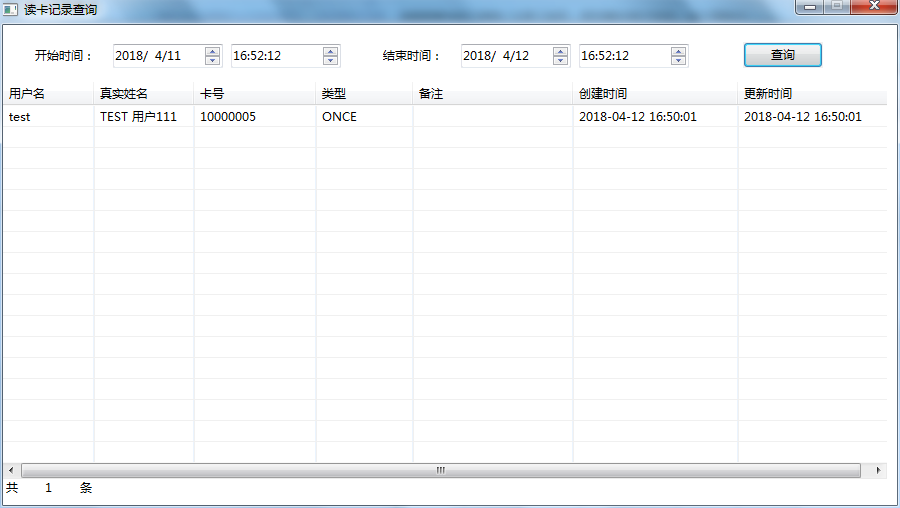 读卡记录查询
开始时间： 2018/ 4/11 16:52:12 结束时间： 2018/ 4/12 16:52:12 查询
用户名 真实姓名 卡号 类型 备注 创建时间 更新时间
test TEST 用户111 10000005 ONCE 2018-04-12 16:50:01 2018-04-12 16:50:01
共 1 条